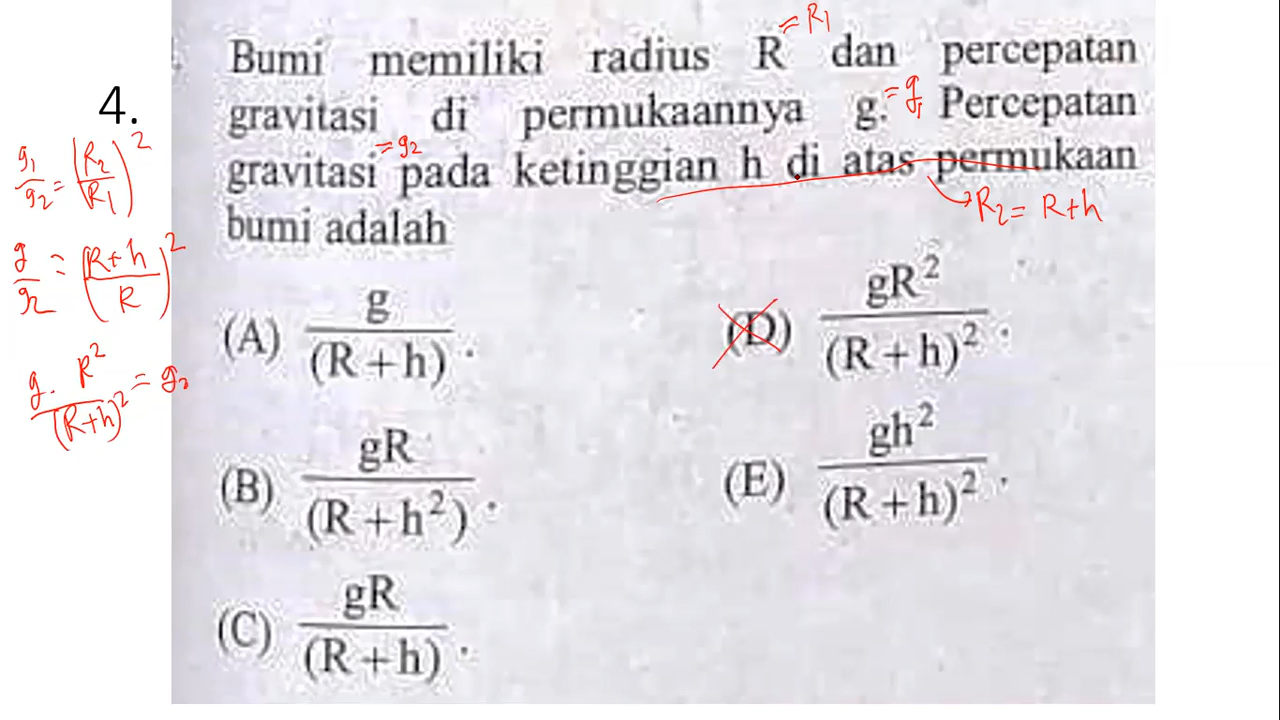 4.
Bumi memiliki radius R = R₁ dan percepatan
gravitasi di permukaannya g. = g₁ Percepatan
gravitasi = g₂ pada ketinggian h di atas permukaan
bumi adalah
→ R₂ = R+h
g₁/g₂ = (R₂/R₁)²
g/g₂ = ((R+h)/R)²
g. R²/(R+h)² = g₂
(A) g/(R+h).
(B) gR/(R+h²).
(C) gR/(R+h).
(D) gR²/(R+h)².
(E) gh²/(R+h)².